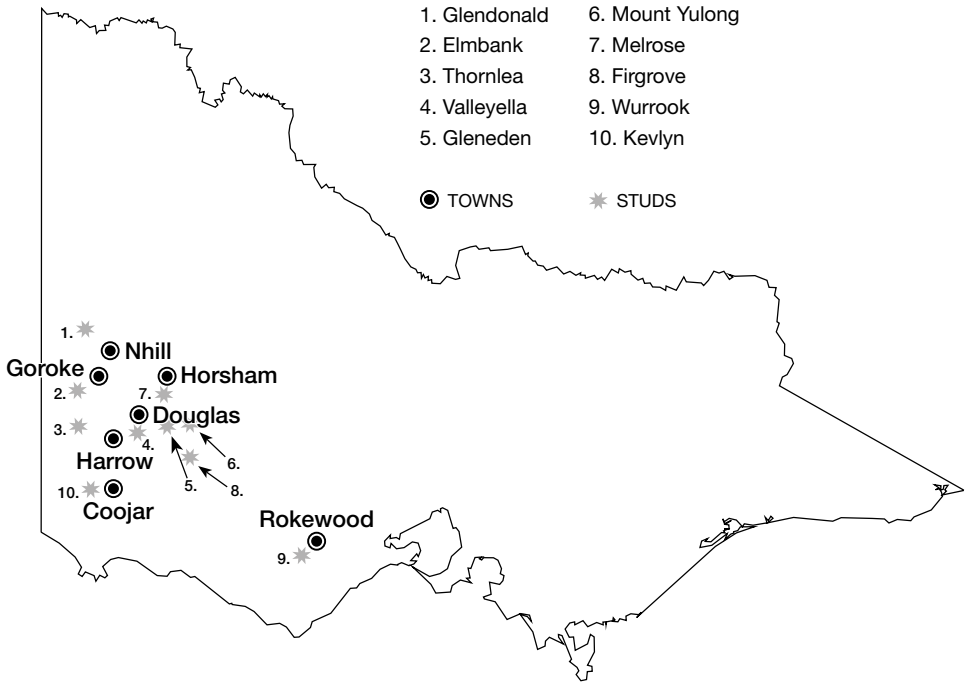 1. Glendonald
2. Elmbank
3. Thornlea
4. Valleyella
5. Gleneden
6. Mount Yulong
7. Melrose
8. Firgrove
9. Wurrook
10. Kevlyn
TOWNS
STUDS
1.
Nhill
Goroke
Horsham
2.
7.
Douglas
3.
4.
Harrow
6.
5.
8.
10.
Coojar
Rokewood
9.